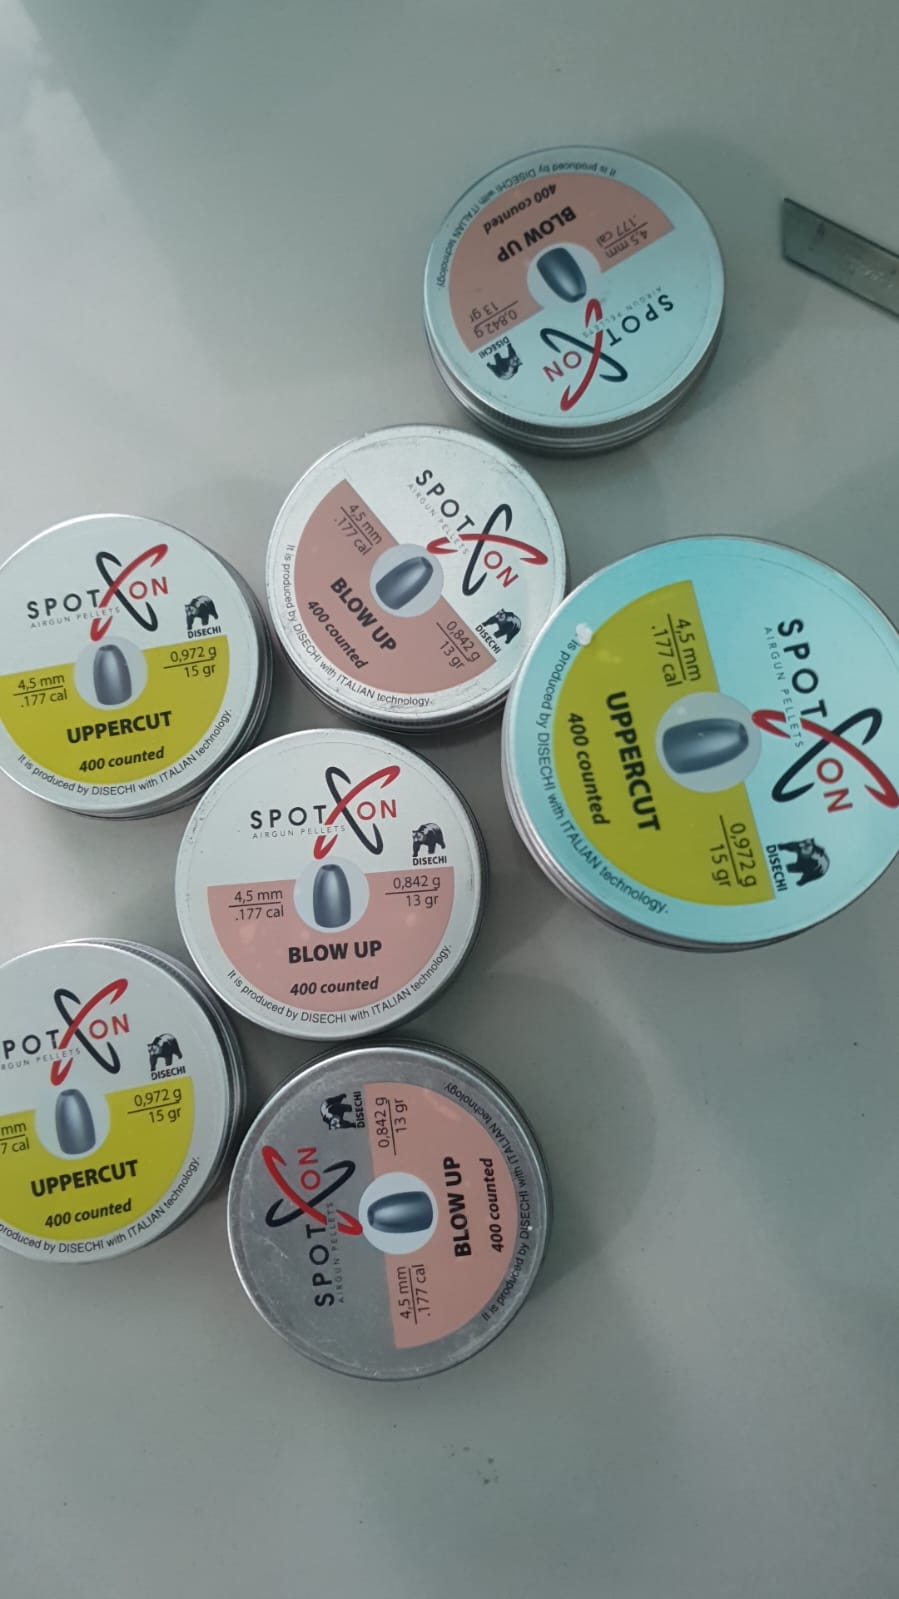 It is produced by DISECHI with ITALIAN technology.
400 counted
BLOW UP
4,5 mm
.177 cal
0,842 g
13 gr
DISECHI
SPOT ON
AIRGUN PELLETS
SPOT ON
AIRGUN PELLETS
DISECHI
4,5 mm
.177 cal
0,842 g
13 gr
BLOW UP
400 counted
It is produced by DISECHI with ITALIAN technology.
SPOT ON
AIRGUN PELLETS
DISECHI
4,5 mm
.177 cal
0,972 g
15 gr
UPPERCUT
400 counted
It is produced by DISECHI with ITALIAN technology.
SPOT ON
AIRGUN PELLETS
DISECHI
4,5 mm
.177 cal
0,972 g
15 gr
UPPERCUT
400 counted
is produced by DISECHI with ITALIAN technology.
SPOT ON
AIRGUN PELLETS
DISECHI
4,5 mm
.177 cal
0,842 g
13 gr
BLOW UP
400 counted
It is produced by DISECHI with ITALIAN technology.
POT ON
RGUN PELLETS
DISECHI
mm
7 cal
0,972 g
15 gr
UPPERCUT
400 counted
produced by DISECHI with ITALIAN technology.
SPOT ON
AIRGUN PELLETS
DISECHI
4,5 mm
.177 cal
0,842 g
13 gr
BLOW UP
400 counted
It is produced by DISECHI with ITALIAN technology.